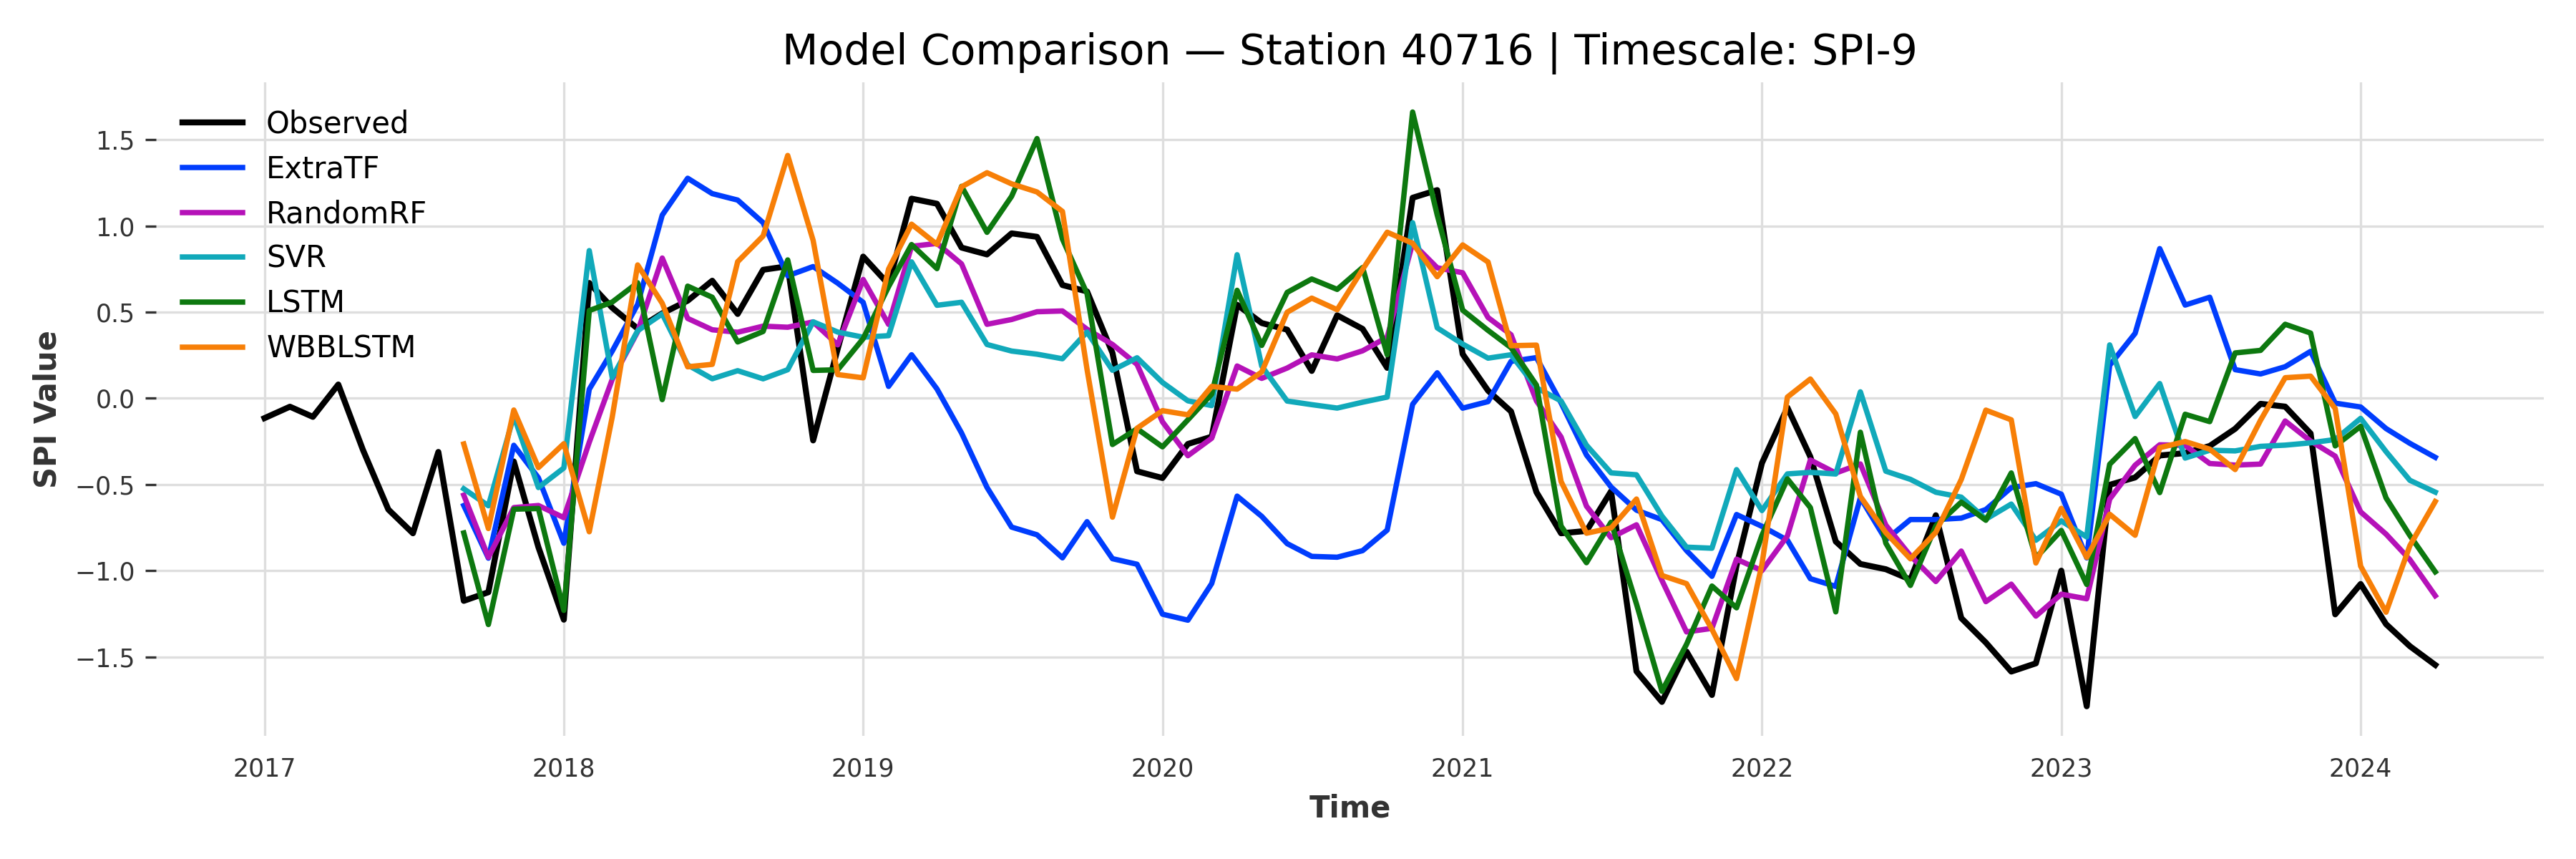 Model Comparison — Station 40716 | Timescale: SPI-9
Observed
ExtraTF
RandomRF
SVR
LSTM
WBBLSTM
SPI Value
1.5
1.0
0.5
0.0
−0.5
−1.0
−1.5
2017 2018 2019 2020 2021 2022 2023 2024
Time